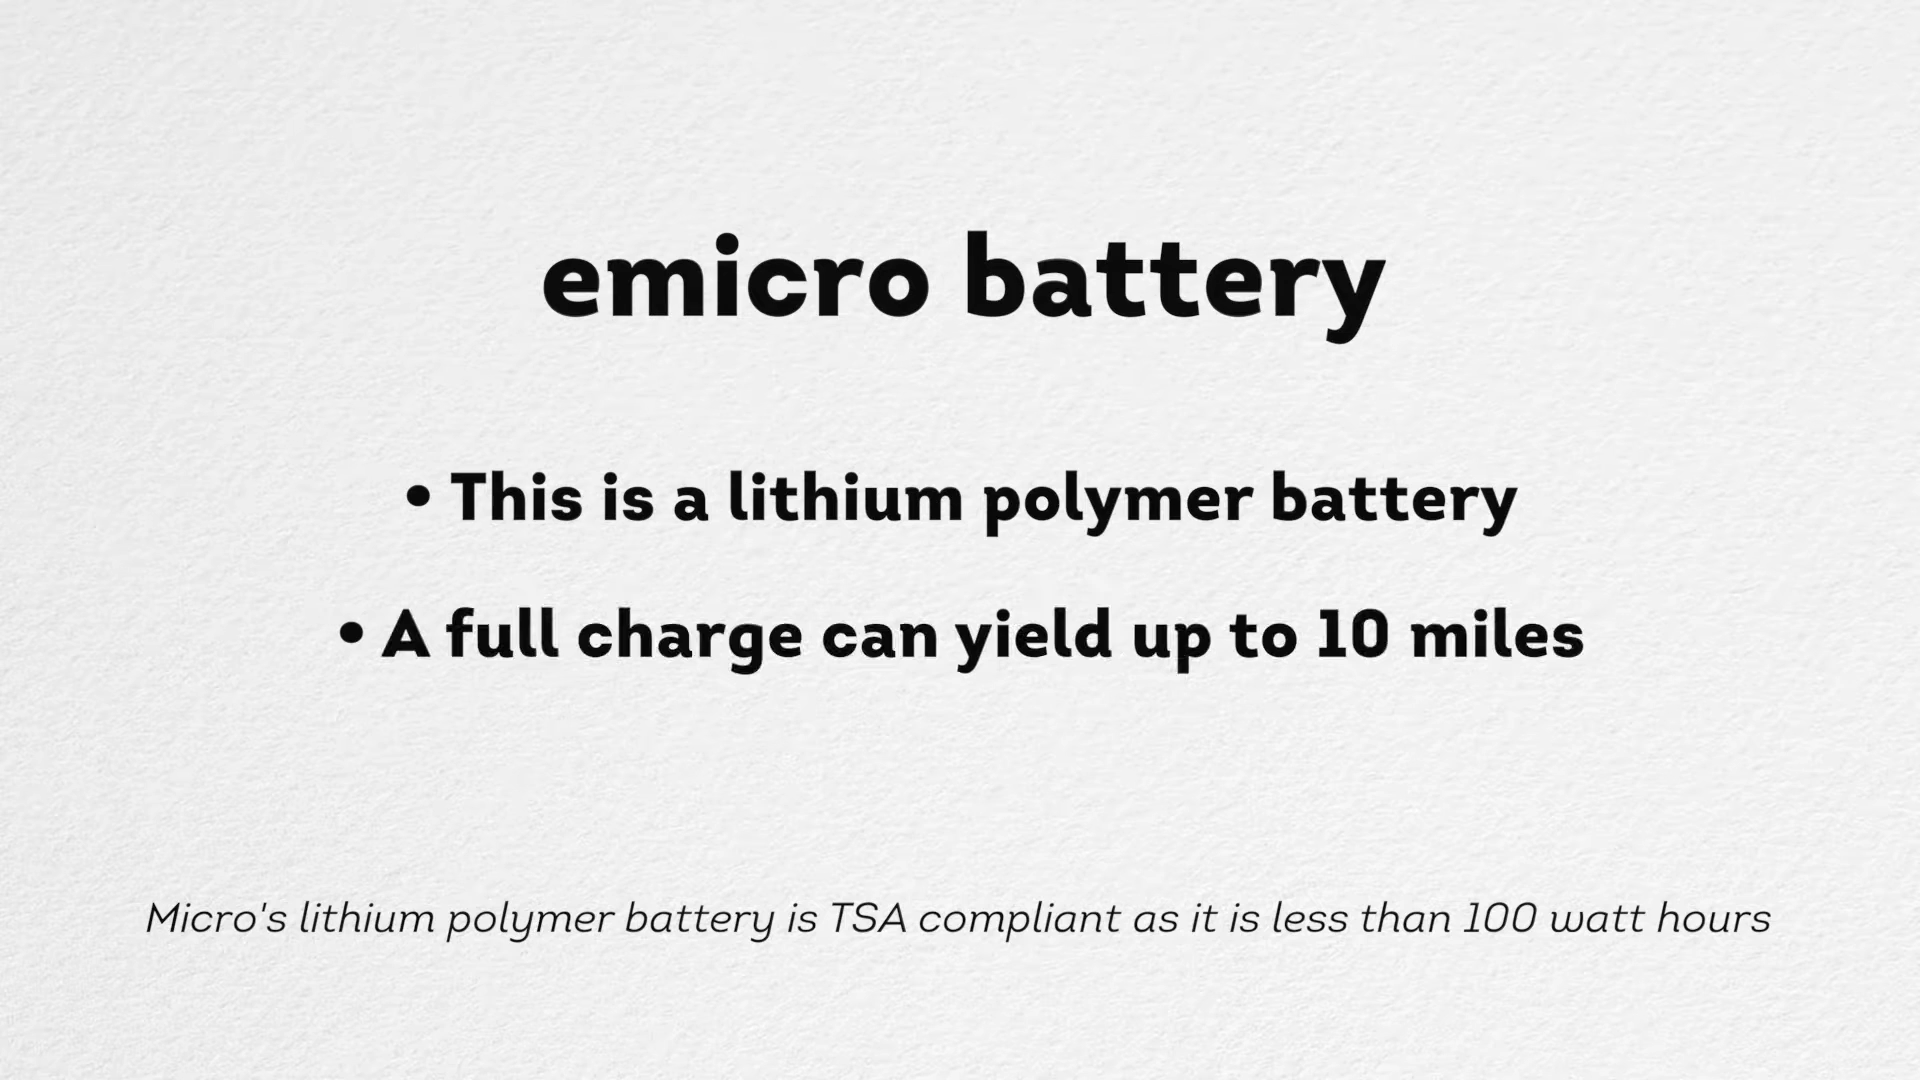 emicro battery
• This is a lithium polymer battery
• A full charge can yield up to 10 miles
Micro's lithium polymer battery is TSA compliant as it is less than 100 watt hours